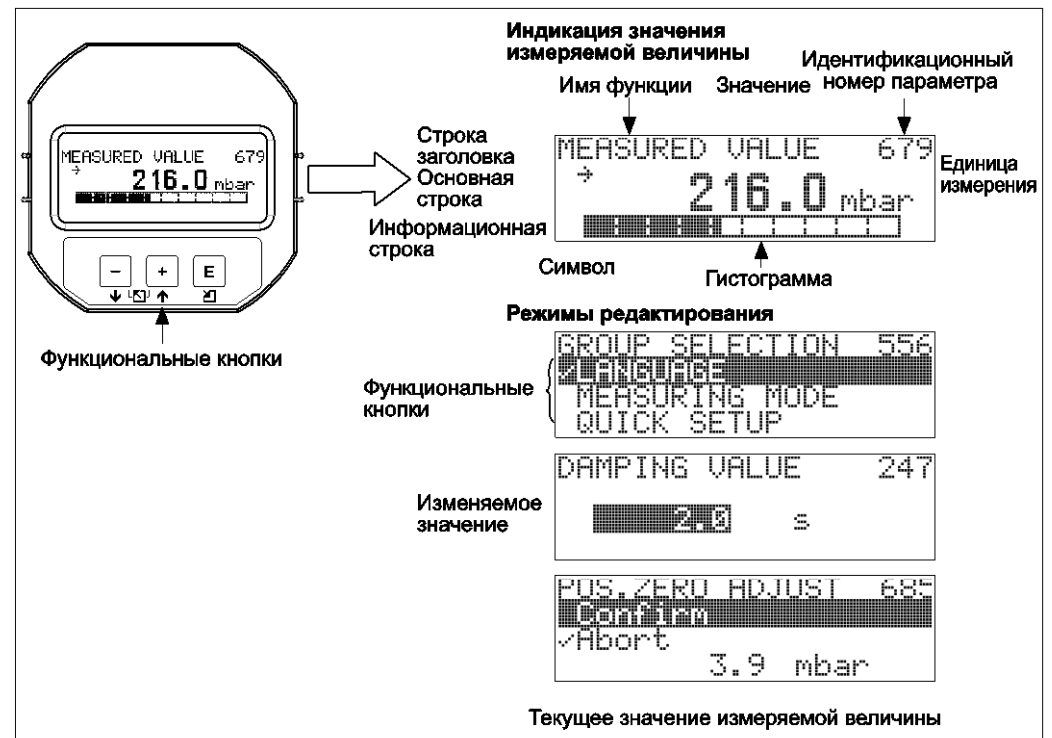 Индикация значения
измеряемой величины
Имя функции
Значение
Идентификационный
номер параметра
MEASURED VALUE 679
216.0 mbar
- + E
Функциональные кнопки
Строка
заголовка
Основная
строка
Информационная
строка
MEASURED VALUE 679
216.0 mbar
Единица
измерения
Символ
Гистограмма
Режимы редактирования
Функциональные
кнопки
GROUP SELECTION 556
✓LANGUAGE
MEASURING MODE
QUICK SETUP
Изменяемое
значение
DAMPING VALUE 247
2.0 s
POS.ZERO ADJUST 685
Confirm
✓Abort
3.9 mbar
Текущее значение измеряемой величины